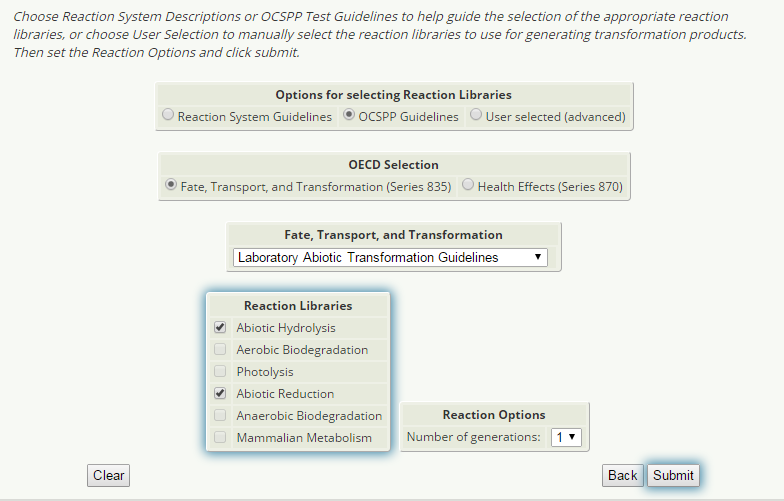 Choose Reaction System Descriptions or OCSPP Test Guidelines to help guide the selection of the appropriate reaction
libraries, or choose User Selection to manually select the reaction libraries to use for generating transformation products.
Then set the Reaction Options and click submit.
Options for selecting Reaction Libraries
Reaction System Guidelines OCSPP Guidelines User selected (advanced)
OECD Selection
Fate, Transport, and Transformation (Series 835) Health Effects (Series 870)
Fate, Transport, and Transformation
Laboratory Abiotic Transformation Guidelines
Reaction Libraries
Abiotic Hydrolysis
Aerobic Biodegradation
Photolysis
Abiotic Reduction
Anaerobic Biodegradation
Mammalian Metabolism
Reaction Options
Number of generations: 1
Clear Back Submit